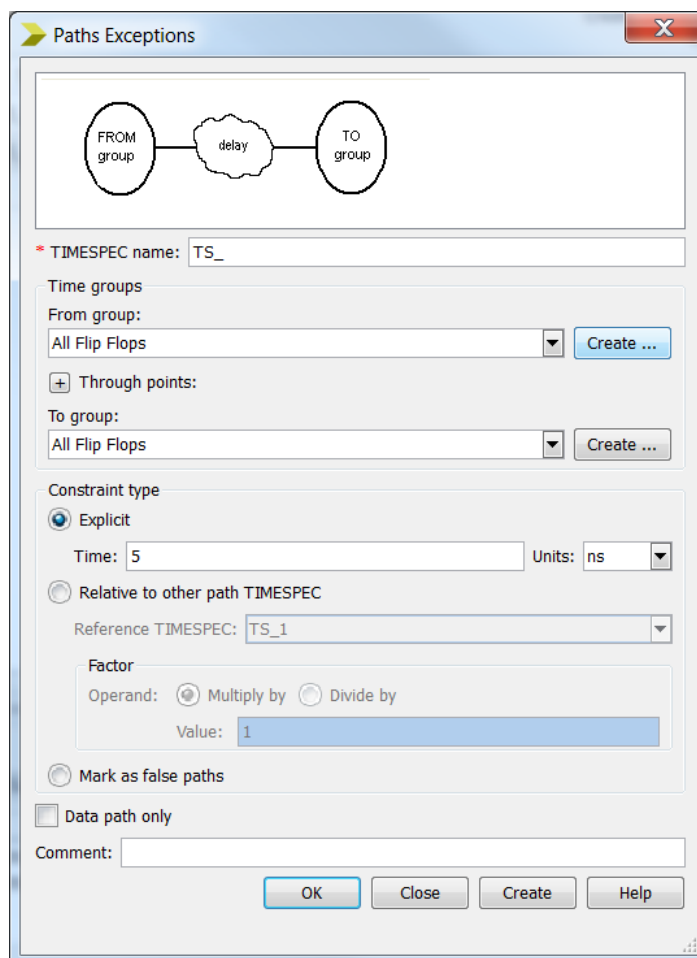 Paths Exceptions
X
FROM group
delay
TO group
* TIMESPEC name: TS_
Time groups
From group:
All Flip Flops Create ...
+ Through points:
To group:
All Flip Flops Create ...
Constraint type
Explicit
Time: 5 Units: ns
Relative to other path TIMESPEC
Reference TIMESPEC: TS_1
Factor
Operand: Multiply by Divide by
Value: 1
Mark as false paths
Data path only
Comment:
OK Close Create Help